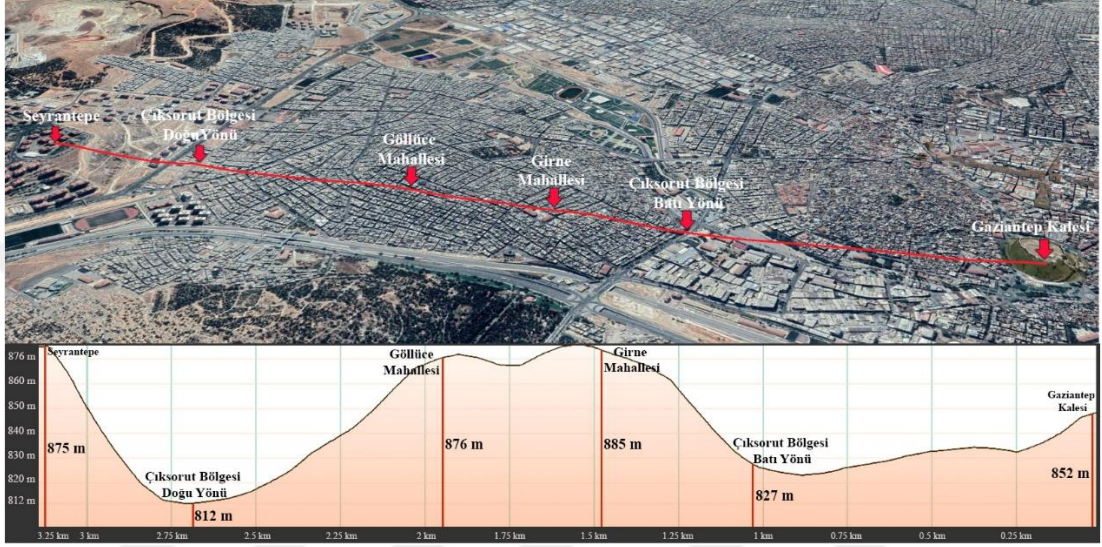 Seyrantepe
Çıksorut Bölgesi
Doğu Yönü
Göllüce
Mahallesi
Girne
Mahallesi
Çıksorut Bölgesi
Batı Yönü
Gaziantep Kalesi
876 m
860 m
850 m
840 m
830 m
820 m
812 m
Seyrantepe
875 m
Çıksorut Bölgesi
Doğu Yönü
812 m
Göllüce
Mahallesi
876 m
Girne
Mahallesi
885 m
Çıksorut Bölgesi
Batı Yönü
827 m
Gaziantep
Kalesi
852 m
3.25 km 3 km 2.75 km 2.5 km 2.25 km 2 km 1.75 km 1.5 km 1.25 km 1 km 0.75 km 0.5 km 0.25 km